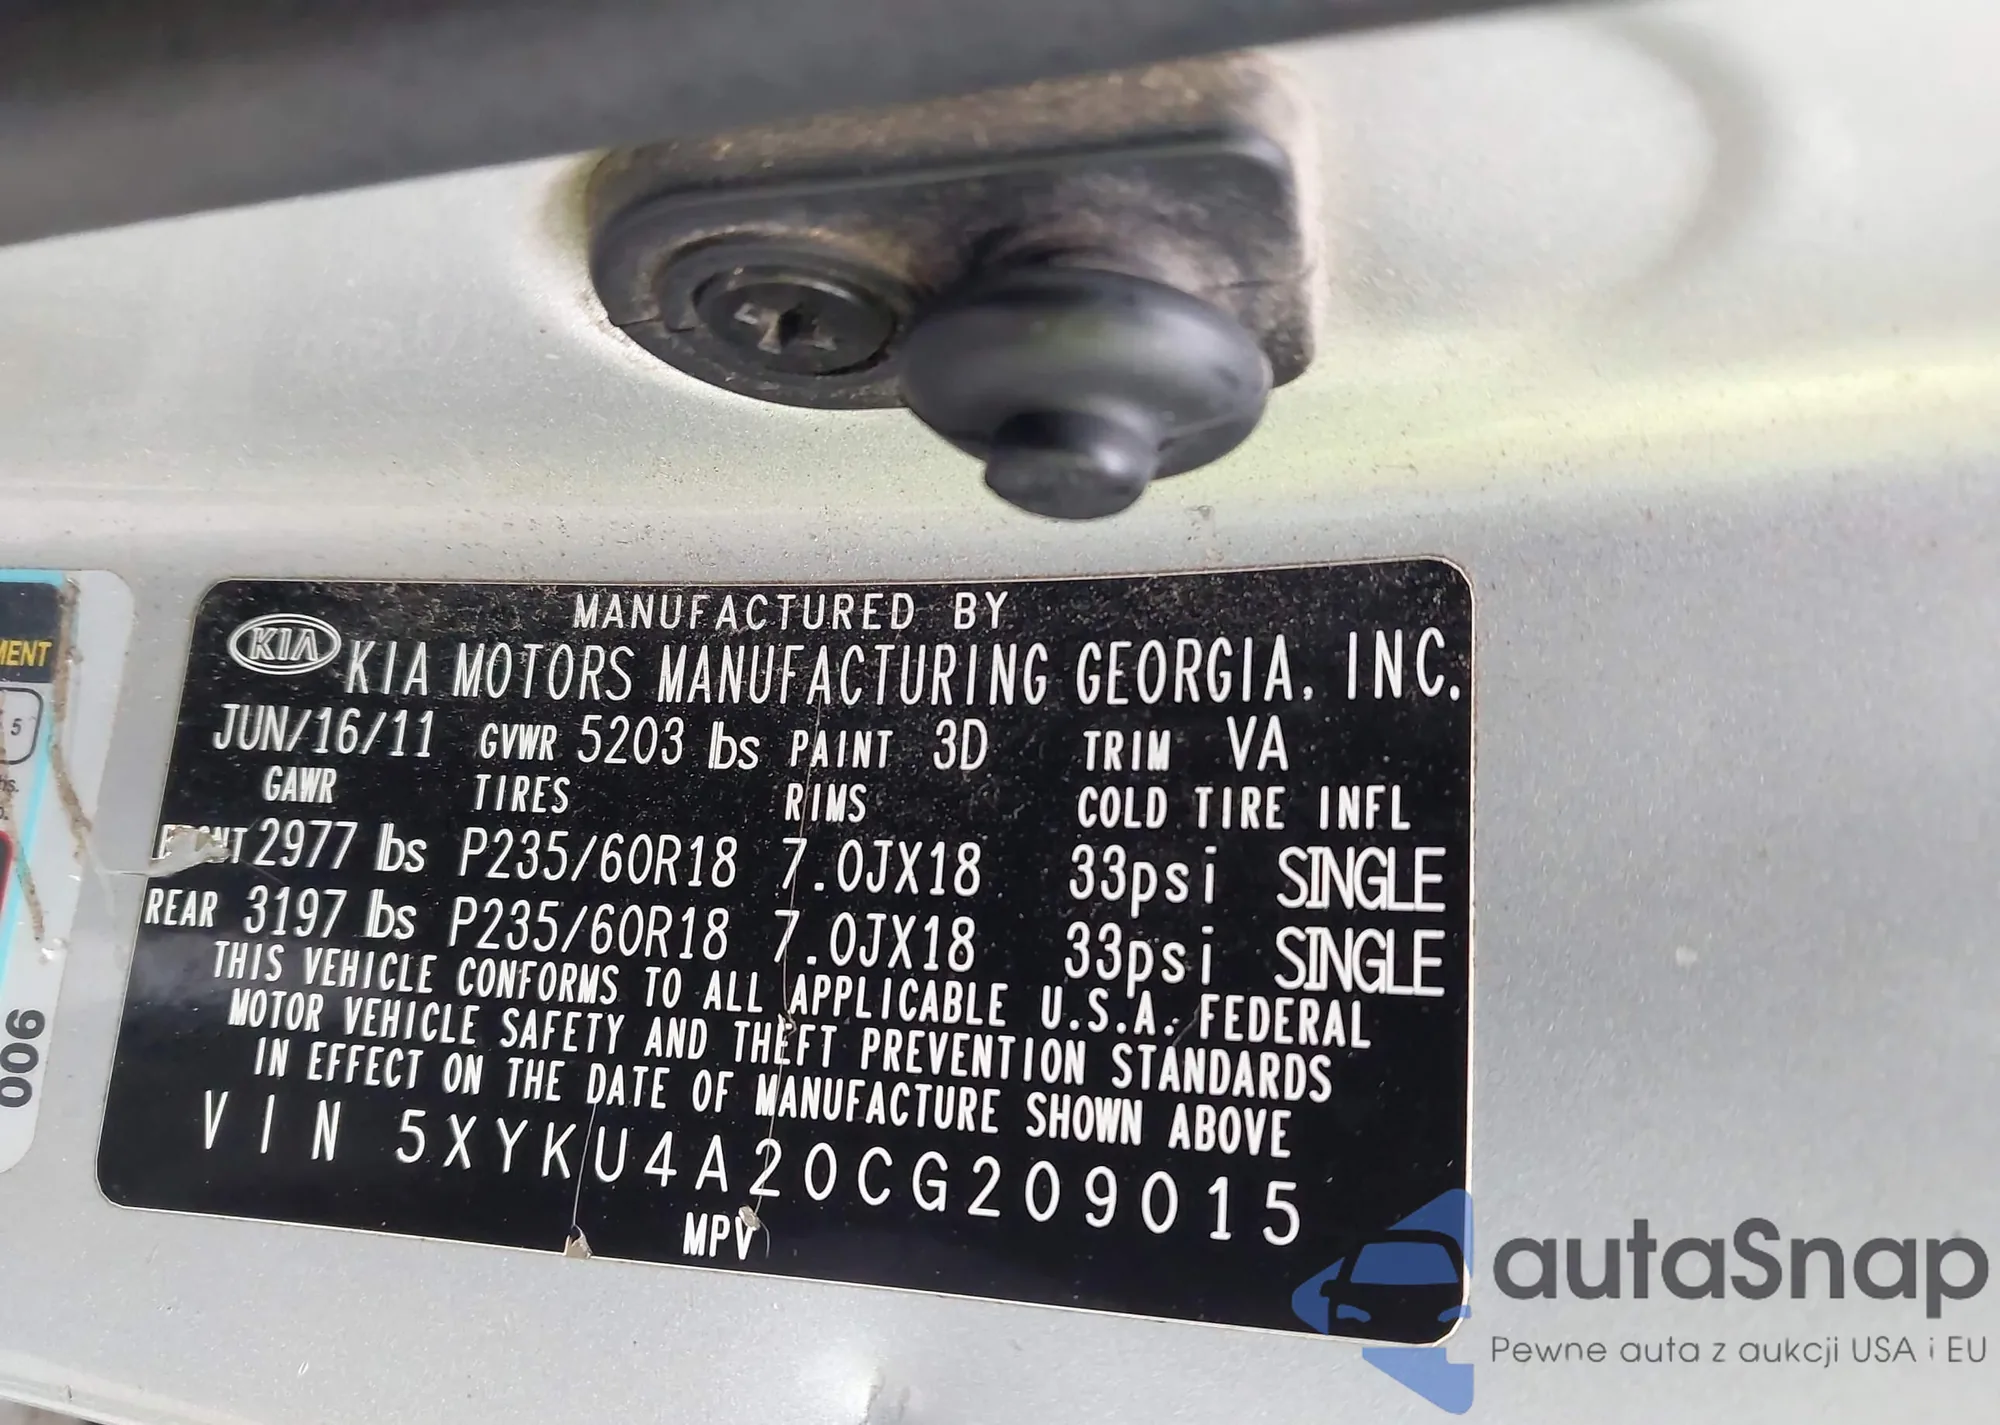 MANUFACTURED BY
KIA KIA MOTORS MANUFACTURING GEORGIA, INC.
JUN/16/11 GVWR 5203 lbs PAINT 3D TRIM VA
GAWR TIRES RIMS COLD TIRE INFL
FRONT 2977 lbs P235/60R18 7.0JX18 33psi SINGLE
REAR 3197 lbs P235/60R18 7.0JX18 33psi SINGLE
THIS VEHICLE CONFORMS TO ALL APPLICABLE U.S.A. FEDERAL
MOTOR VEHICLE SAFETY AND THEFT PREVENTION STANDARDS
IN EFFECT ON THE DATE OF MANUFACTURE SHOWN ABOVE
VIN 5XYKU4A20CG209015
MPV
5
900
autaSnap
Pewne auta z aukcji USA i EU